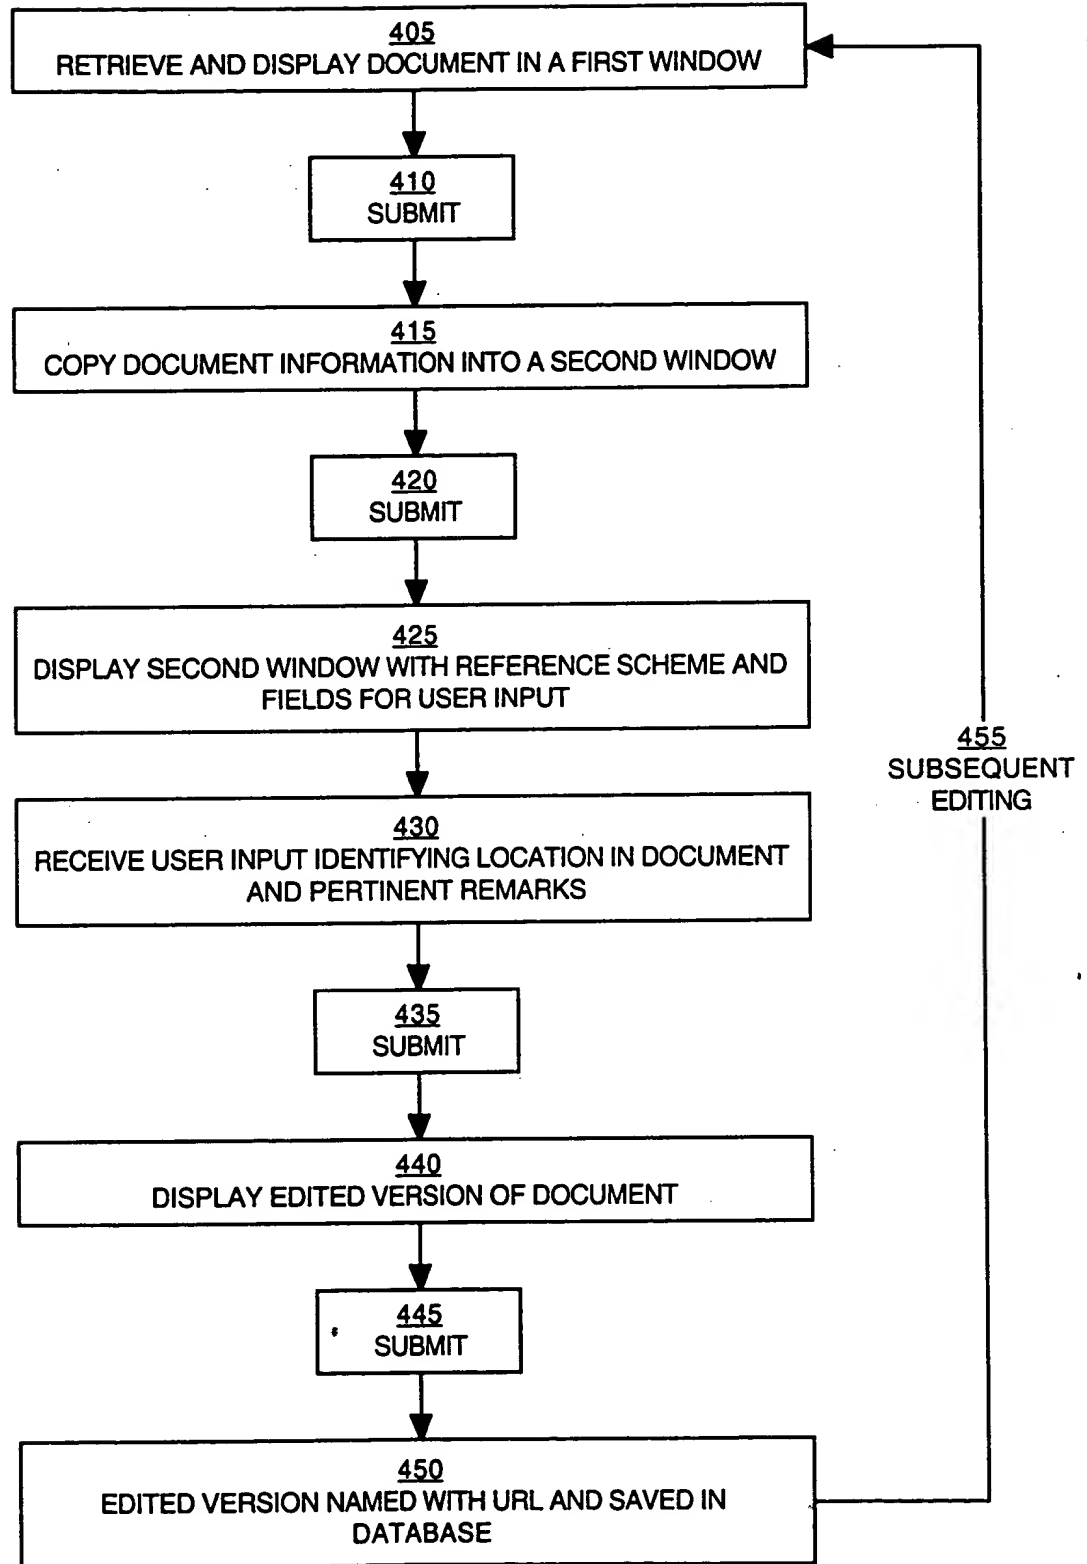 405
RETRIEVE AND DISPLAY DOCUMENT IN A FIRST WINDOW
410
SUBMIT
415
COPY DOCUMENT INFORMATION INTO A SECOND WINDOW
420
SUBMIT
425
DISPLAY SECOND WINDOW WITH REFERENCE SCHEME AND
FIELDS FOR USER INPUT
430
RECEIVE USER INPUT IDENTIFYING LOCATION IN DOCUMENT
AND PERTINENT REMARKS
435
SUBMIT
440
DISPLAY EDITED VERSION OF DOCUMENT
445
SUBMIT
450
EDITED VERSION NAMED WITH URL AND SAVED IN
DATABASE
455
SUBSEQUENT
EDITING